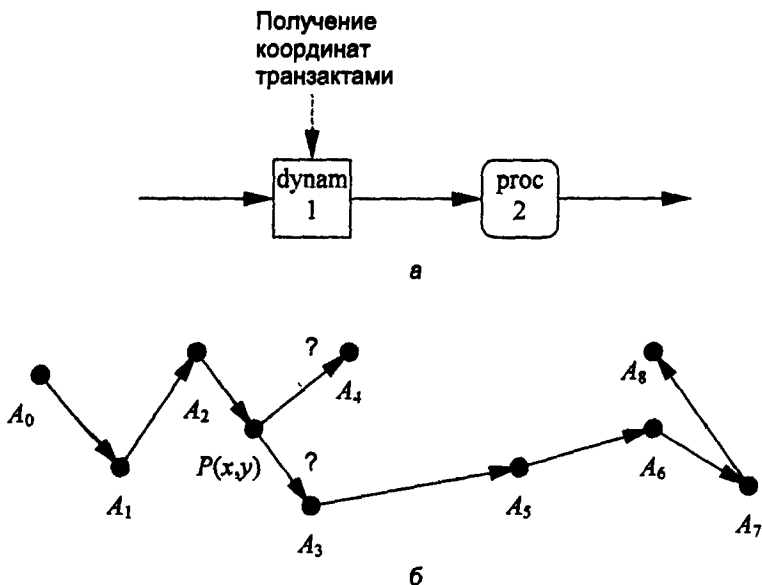 Получение
координат
транзактами
dynam
1
proc
2
а
?
A0
A2
A4
A8
P(x,y)
?
A6
A1
A3
A5
A7
б